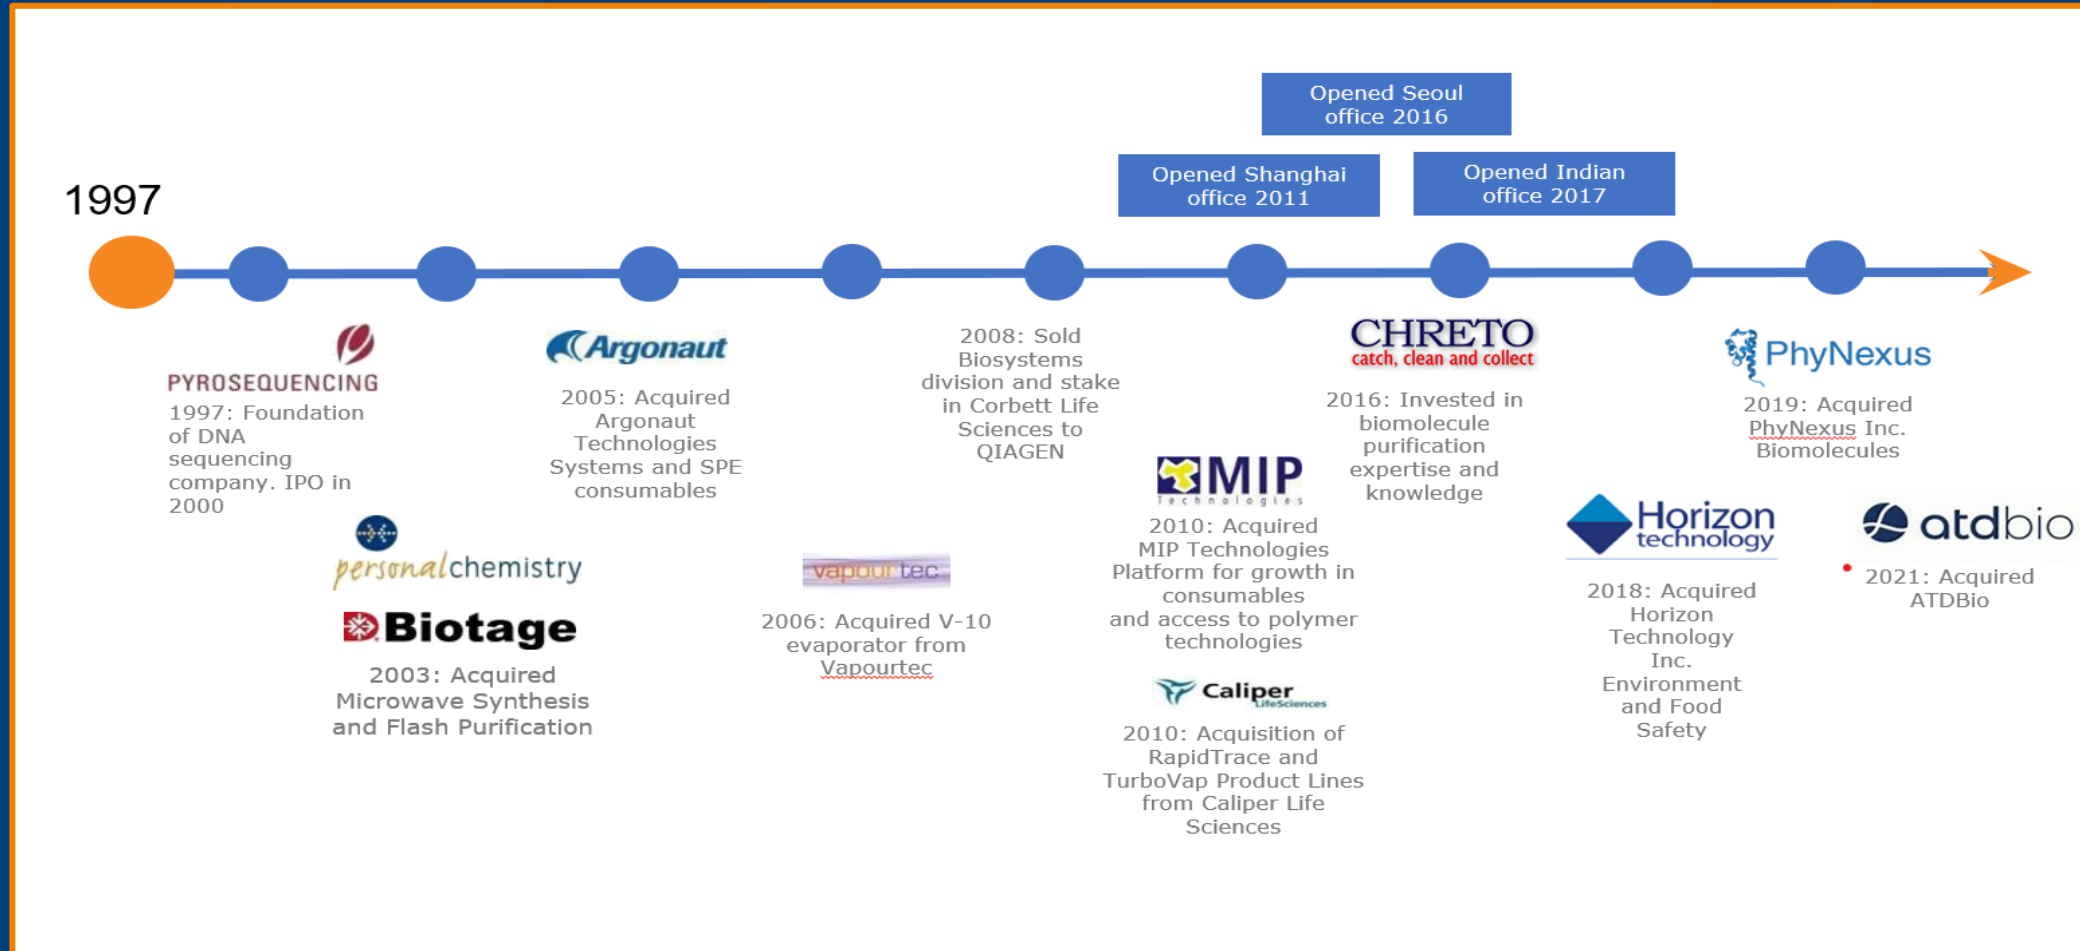 Opened Seoul
office 2016
Opened Shanghai
office 2011
Opened Indian
office 2017
1997
PYROSEQUENCING
1997: Foundation
of DNA
sequencing
company. IPO in
2000
personalchemistry
Biotage
2003: Acquired
Microwave Synthesis
and Flash Purification
Argonaut
2005: Acquired
Argonaut
Technologies
Systems and SPE
consumables
vapourtec
2006: Acquired V-10
evaporator from
Vapourtec
2008: Sold
Biosystems
division and stake
in Corbett Life
Sciences to
QIAGEN
MIP
Technologies
2010: Acquired
MIP Technologies
Platform for growth in
consumables
and access to polymer
technologies
Caliper
LifeSciences
2010: Acquisition of
RapidTrace and
TurboVap Product Lines
from Caliper Life
Sciences
CHRETO
catch, clean and collect
2016: Invested in
biomolecule
purification
expertise and
knowledge
Horizon
technology
2018: Acquired
Horizon
Technology
Inc.
Environment
and Food
Safety
PhyNexus
2019: Acquired
PhyNexus Inc.
Biomolecules
atdbio
2021: Acquired
ATDBio